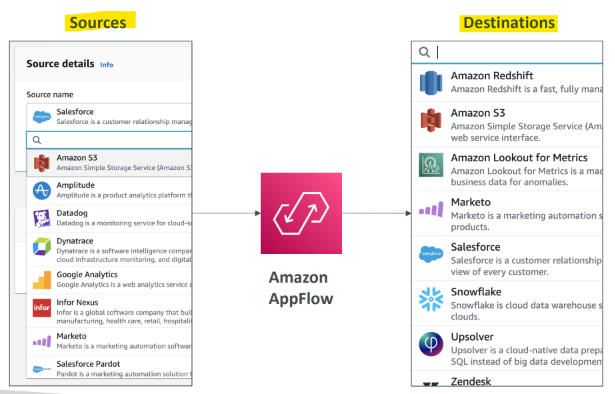 Sources
Destinations
Source details Info
Source name
Salesforce
Salesforce is a customer relationship manag
Amazon S3
Amazon Simple Storage Service (Amazon S3
Amplitude
Amplitude is a product analytics platform th
Datadog
Datadog is a monitoring service for cloud-s
Dynatrace
Dynatrace is a software intelligence compan
cloud infrastructure monitoring, and digital
Google Analytics
Google Analytics is a web analytics service
Infor Nexus
Infor is a global software company that buil
manufacturing, health care, retail, hospitali
Marketo
Marketo is a marketing automation softwar
Salesforce Pardot
Pardot is a marketing automation solution
Amazon
AppFlow
Amazon Redshift
Amazon Redshift is a fast, fully mana
Amazon S3
Amazon Simple Storage Service (Am
web service interface.
Amazon Lookout for Metrics
Amazon Lookout for Metrics is a mac
business data for anomalies.
Marketo
Marketo is a marketing automation s
products.
Salesforce
Salesforce is a customer relationship
view of every customer.
Snowflake
Snowflake is cloud data warehouse s
clouds.
Upsolver
Upsolver is a cloud-native data prepa
SQL instead of big data developmen
Zendesk